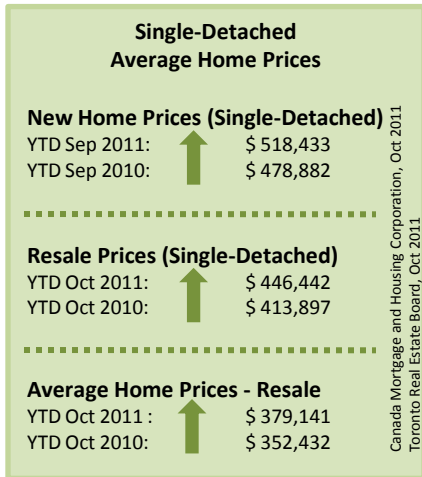 Single-Detached
Average Home Prices
New Home Prices (Single-Detached)
YTD Sep 2011: $ 518,433
YTD Sep 2010: $ 478,882
Resale Prices (Single-Detached)
YTD Oct 2011: $ 446,442
YTD Oct 2010: $ 413,897
Average Home Prices - Resale
YTD Oct 2011 : $ 379,141
YTD Oct 2010: $ 352,432
Canada Mortgage and Housing Corporation, Oct 2011
Toronto Real Estate Board, Oct 2011